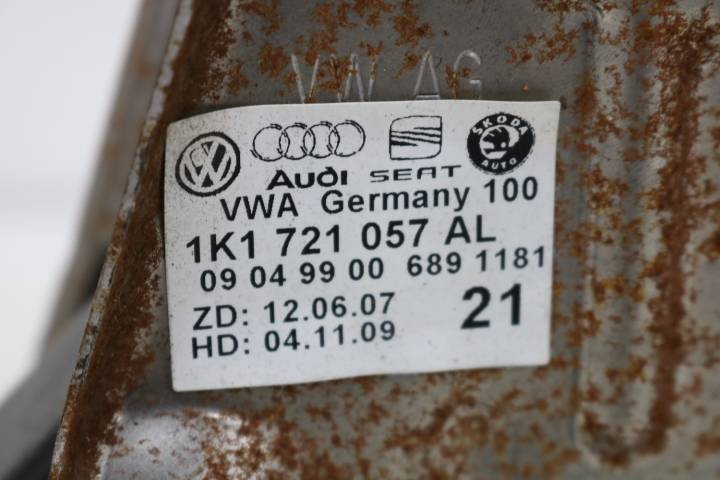 VW AG
AUDI SEAT ŠKODA AUTO
VWA Germany 100
1K1 721 057 AL
09 04 99 00 689 1181
ZD: 12.06.07 21
HD: 04.11.09